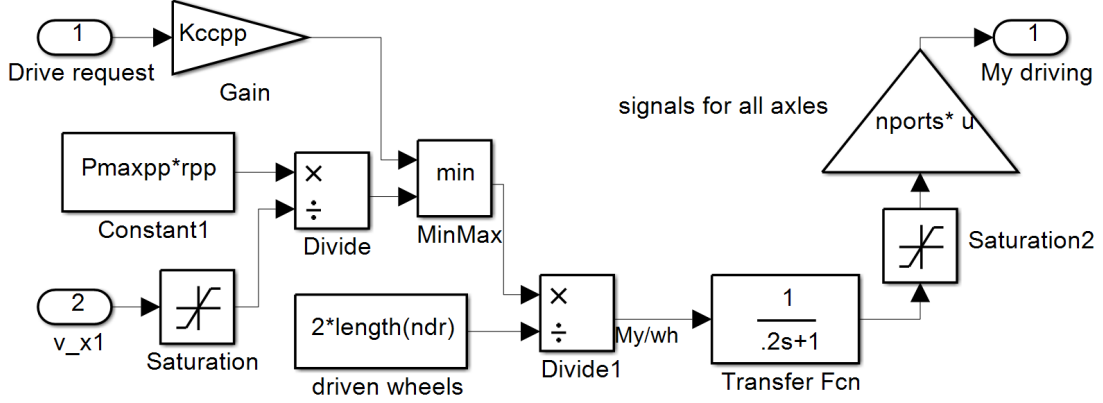 1
Drive request
Kccpp
Gain
Pmaxpp*rpp
Constant1
×
÷
Divide
min
MinMax
2
v_x1
Saturation
2*length(ndr)
driven wheels
×
÷
Divide1
My/wh
1
.2s+1
Transfer Fcn
Saturation2
signals for all axles
nports* u
1
My driving